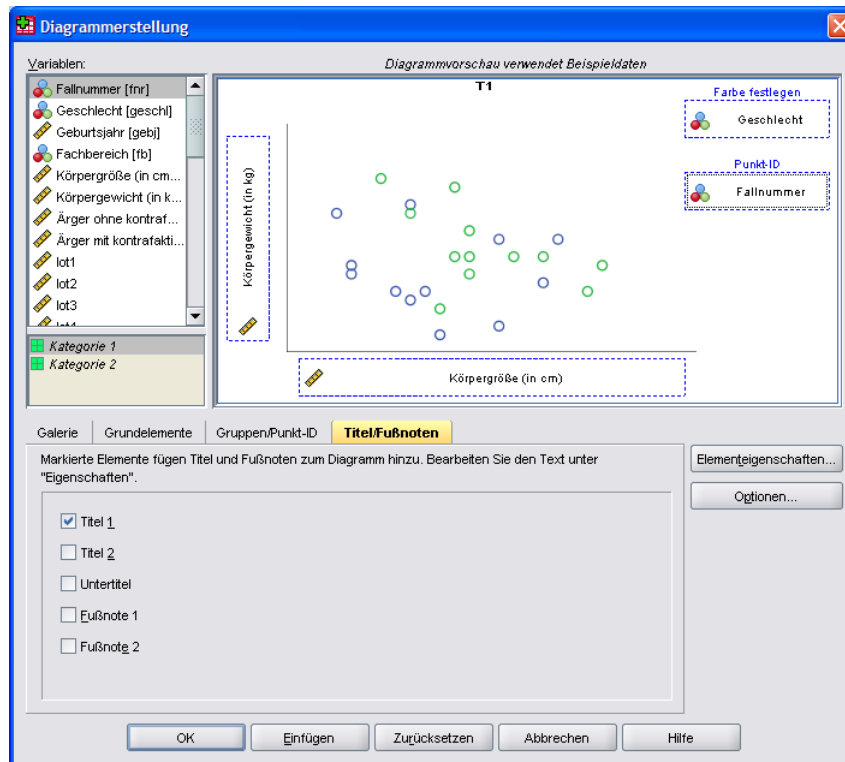 Diagrammerstellung
Variablen:
Diagrammvorschau verwendet Beispieldaten
Fallnummer [fnr]
Geschlecht [geschl]
Geburtsjahr [gebj]
Fachbereich [fb]
Körpergröße (in cm...
Körpergewicht (in k...
Ärger ohne kontraf...
Ärger mit kontrafakti...
lot1
lot2
lot3
lot4
Kategorie 1
Kategorie 2
T1
Farbe festlegen
Geschlecht
Punkt-ID
Fallnummer
Körpergewicht (in kg)
Körpergröße (in cm)
Galerie
Grundelemente
Gruppen/Punkt-ID
Titel/Fußnoten
Markierte Elemente fügen Titel und Fußnoten zum Diagramm hinzu. Bearbeiten Sie den Text unter
"Eigenschaften".
Titel 1
Titel 2
Untertitel
Fußnote 1
Fußnote 2
Elementeigenschaften...
Optionen...
OK
Einfügen
Zurücksetzen
Abbrechen
Hilfe